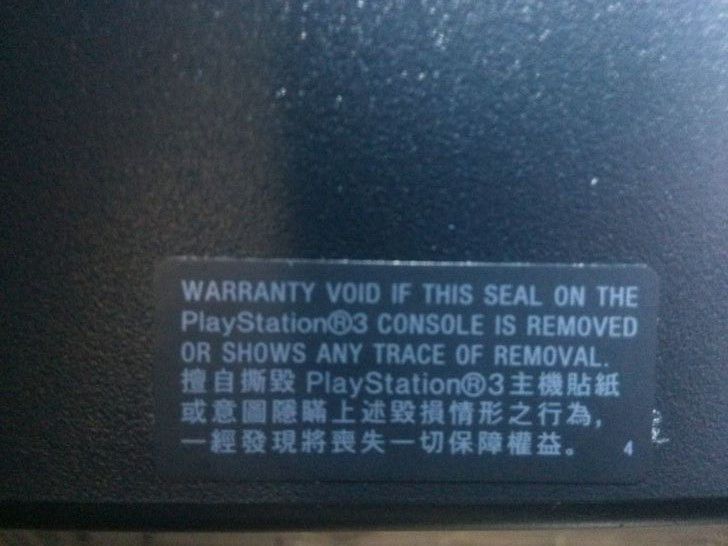 WARRANTY VOID IF THIS SEAL ON THE
PlayStation®3 CONSOLE IS REMOVED
OR SHOWS ANY TRACE OF REMOVAL.
擅自撕毀 PlayStation®3主機貼紙
或意圖隱瞞上述毀損情形之行為,
一經發現將喪失一切保障權益。 4